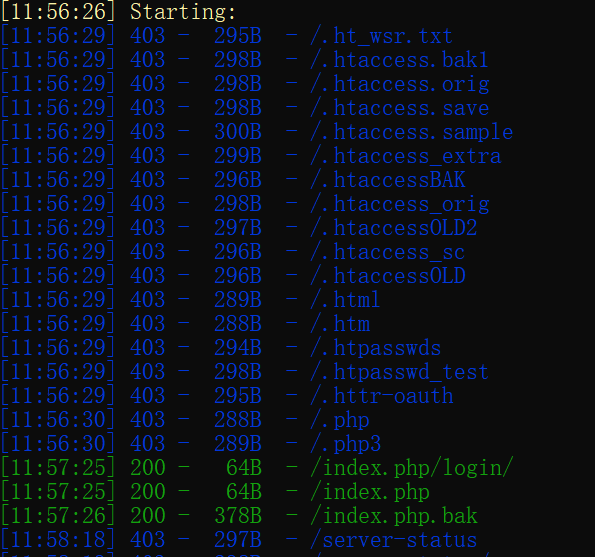 [11:56:26] Starting:
[11:56:29] 403 -   295B  - /.ht_wsr.txt
[11:56:29] 403 -   298B  - /.htaccess.bak1
[11:56:29] 403 -   298B  - /.htaccess.orig
[11:56:29] 403 -   298B  - /.htaccess.save
[11:56:29] 403 -   300B  - /.htaccess.sample
[11:56:29] 403 -   299B  - /.htaccess_extra
[11:56:29] 403 -   296B  - /.htaccessBAK
[11:56:29] 403 -   298B  - /.htaccess_orig
[11:56:29] 403 -   297B  - /.htaccessOLD2
[11:56:29] 403 -   296B  - /.htaccess_sc
[11:56:29] 403 -   296B  - /.htaccessOLD
[11:56:29] 403 -   289B  - /.html
[11:56:29] 403 -   288B  - /.htm
[11:56:29] 403 -   294B  - /.htpasswds
[11:56:29] 403 -   298B  - /.htpasswd_test
[11:56:29] 403 -   295B  - /.httr-oauth
[11:56:30] 403 -   288B  - /.php
[11:56:30] 403 -   289B  - /.php3
[11:57:25] 200 -    64B  - /index.php/login/
[11:57:25] 200 -    64B  - /index.php
[11:57:26] 200 -   378B  - /index.php.bak
[11:58:18] 403 -   297B  - /server-status